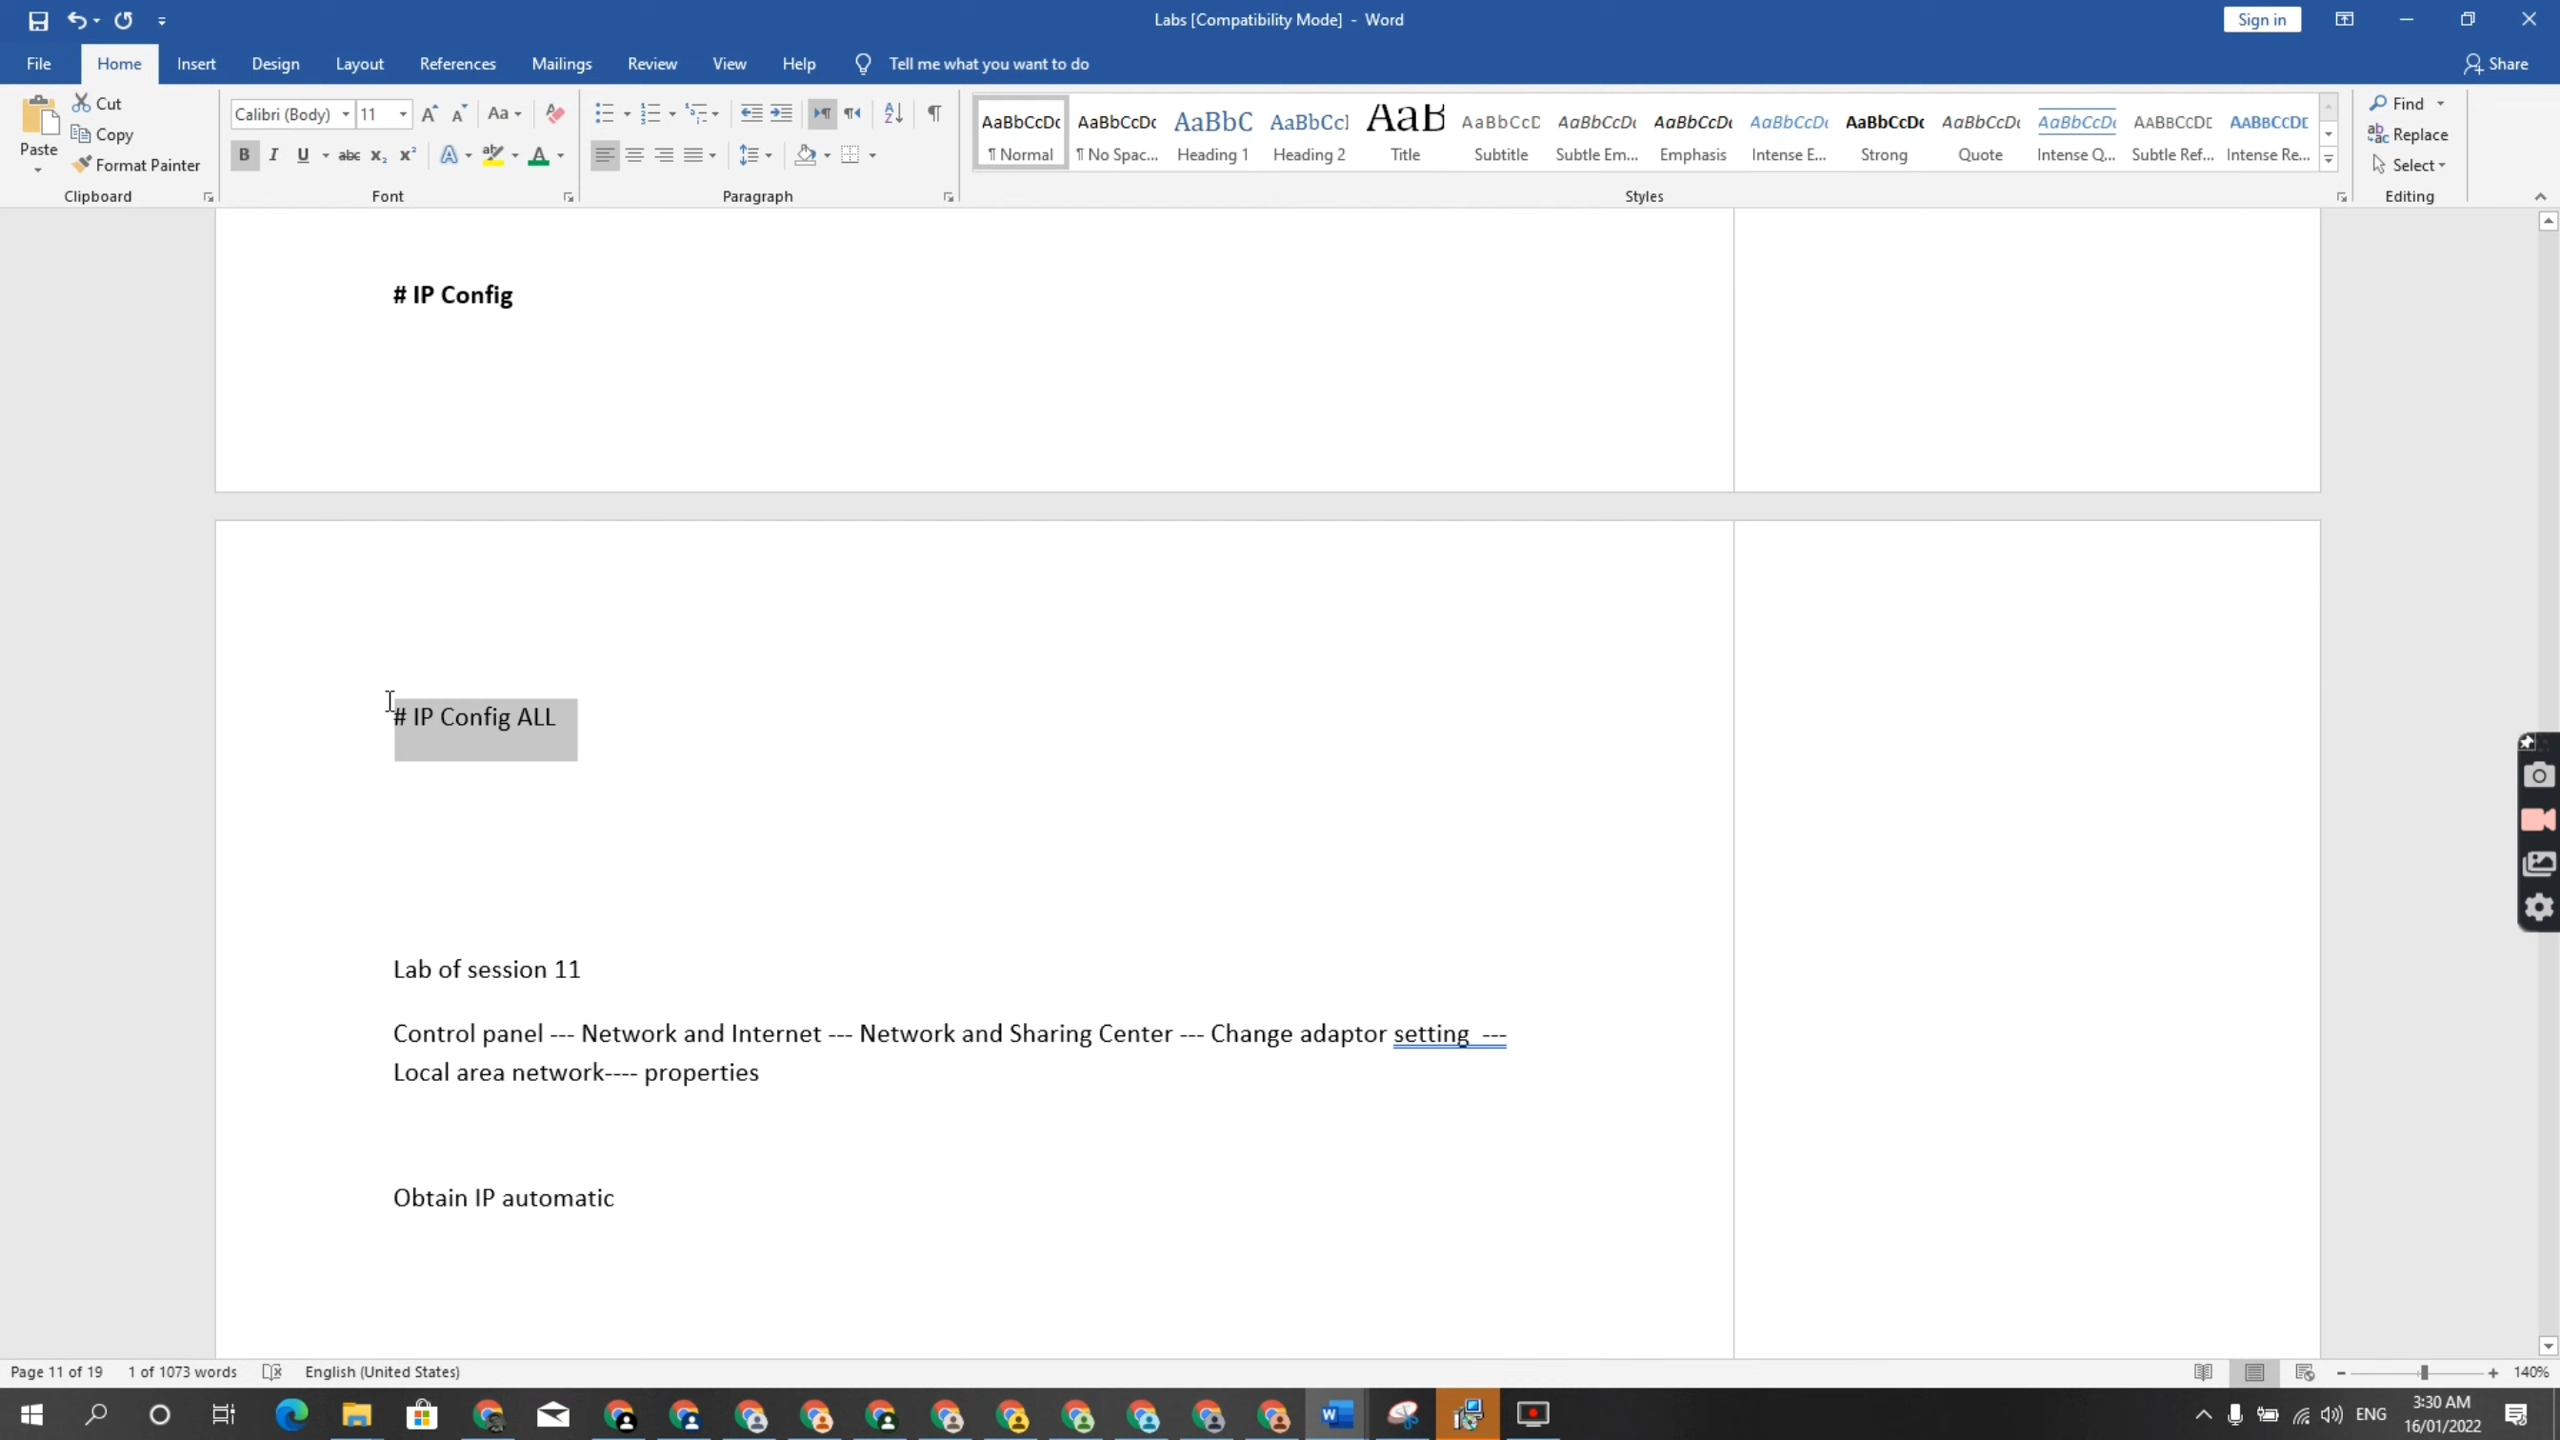 Labs [Compatibility Mode] - Word
Sign in
File Home Insert Design Layout References Mailings Review View Help Tell me what you want to do Share
Paste
Cut
Copy
Format Painter
Clipboard
Calibri (Body) 11
Font
Paragraph
AaBbCcDc AaBbCcDc AaBbC AaBbCcl AaB AaBbCcD AaBbCcDc AaBbCcDc AaBbCcDc AaBbCcDc AaBbCcDc AaBbCcDc AABBCCDE AABBCCDE
¶ Normal ¶ No Spac... Heading 1 Heading 2 Title Subtitle Subtle Em... Emphasis Intense E... Strong Quote Intense Q... Subtle Ref... Intense Re...
Styles
Find
Replace
Select
Editing
# IP Config
# IP Config ALL
Lab of session 11
Control panel --- Network and Internet --- Network and Sharing Center --- Change adaptor setting ---
Local area network---- properties
Obtain IP automatic
Page 11 of 19 1 of 1073 words English (United States) 140%
ENG
3:30 AM
16/01/2022